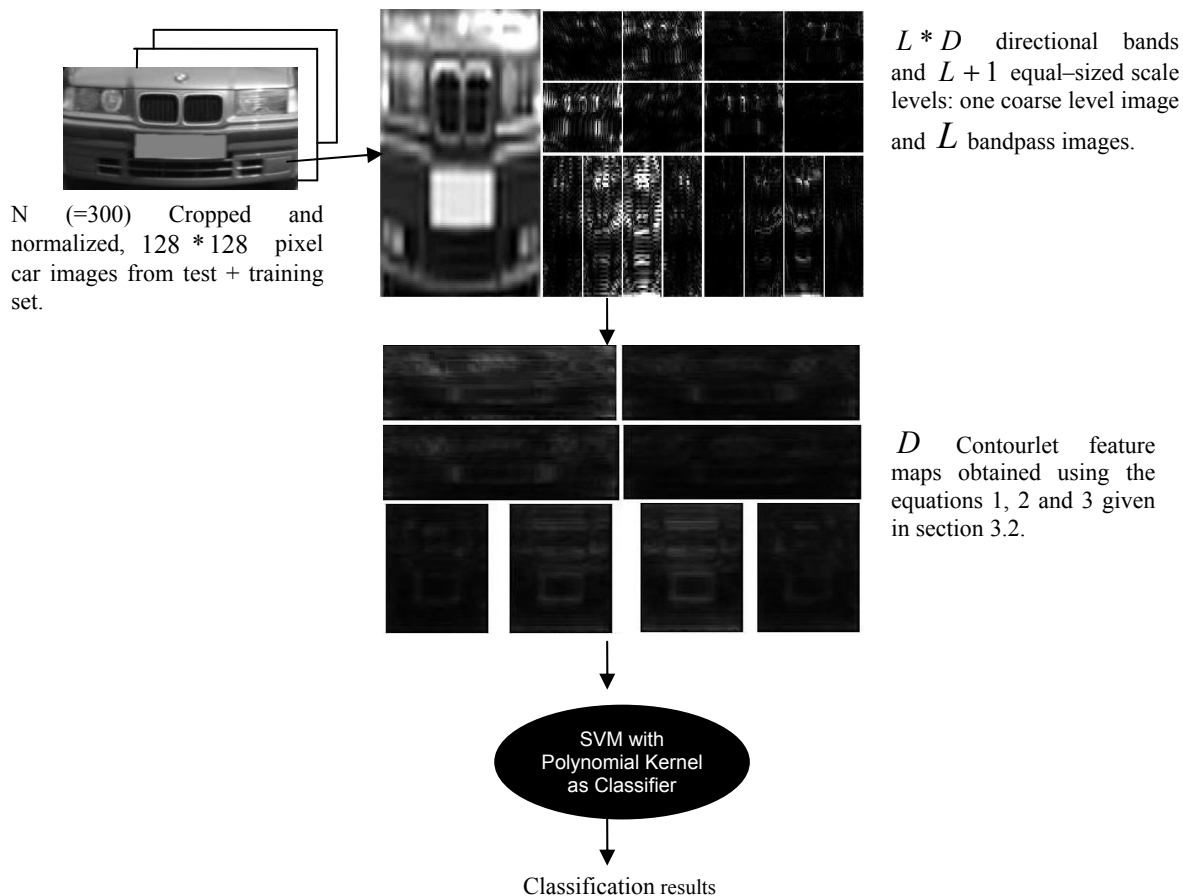 L * D directional bands
and L + 1 equal–sized scale
levels: one coarse level image
and L bandpass images.
N (=300) Cropped and
normalized, 128 * 128 pixel
car images from test + training
set.
D Contourlet feature
maps obtained using the
equations 1, 2 and 3 given
in section 3.2.
SVM with
Polynomial Kernel
as Classifier
Classification results